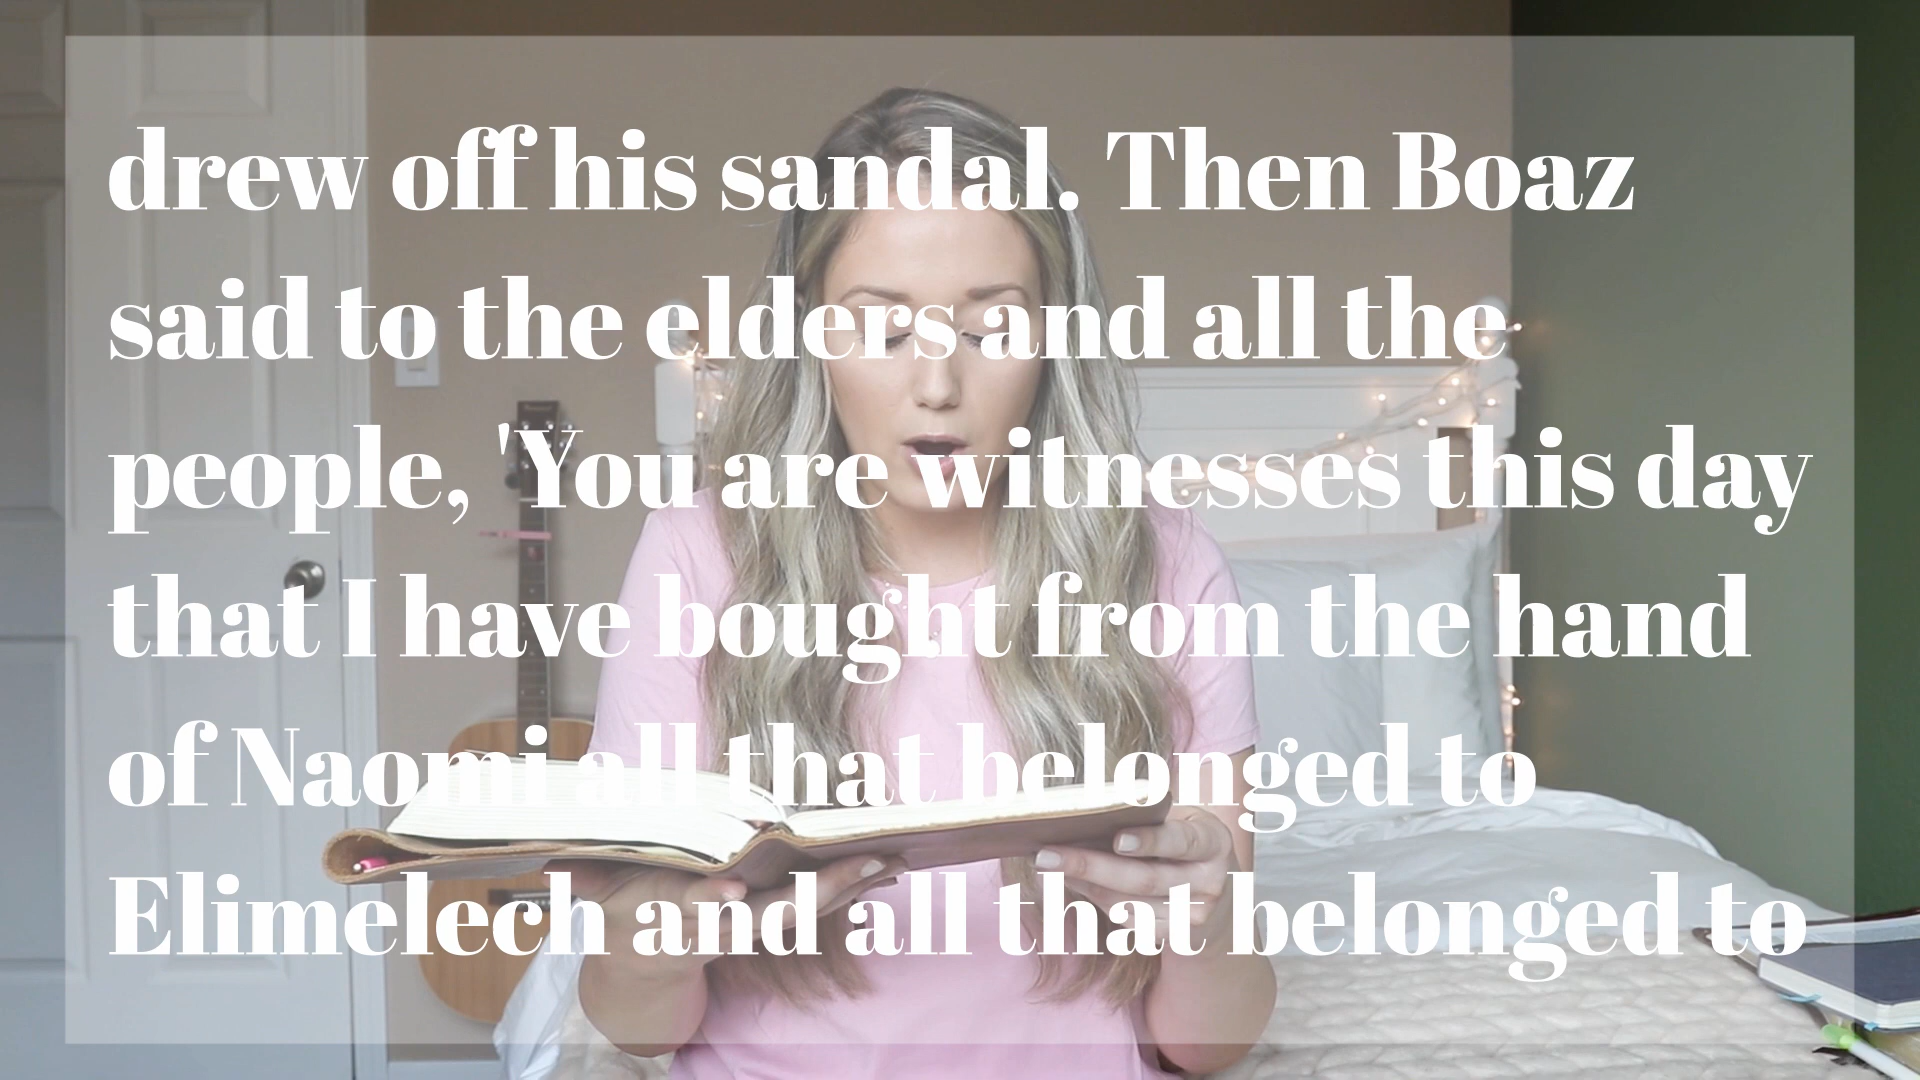 drew off his sandal. Then Boaz
said to the elders and all the
people, 'You are witnesses this day
that I have bought from the hand
of Naomi all that belonged to
Elimelech and all that belonged to